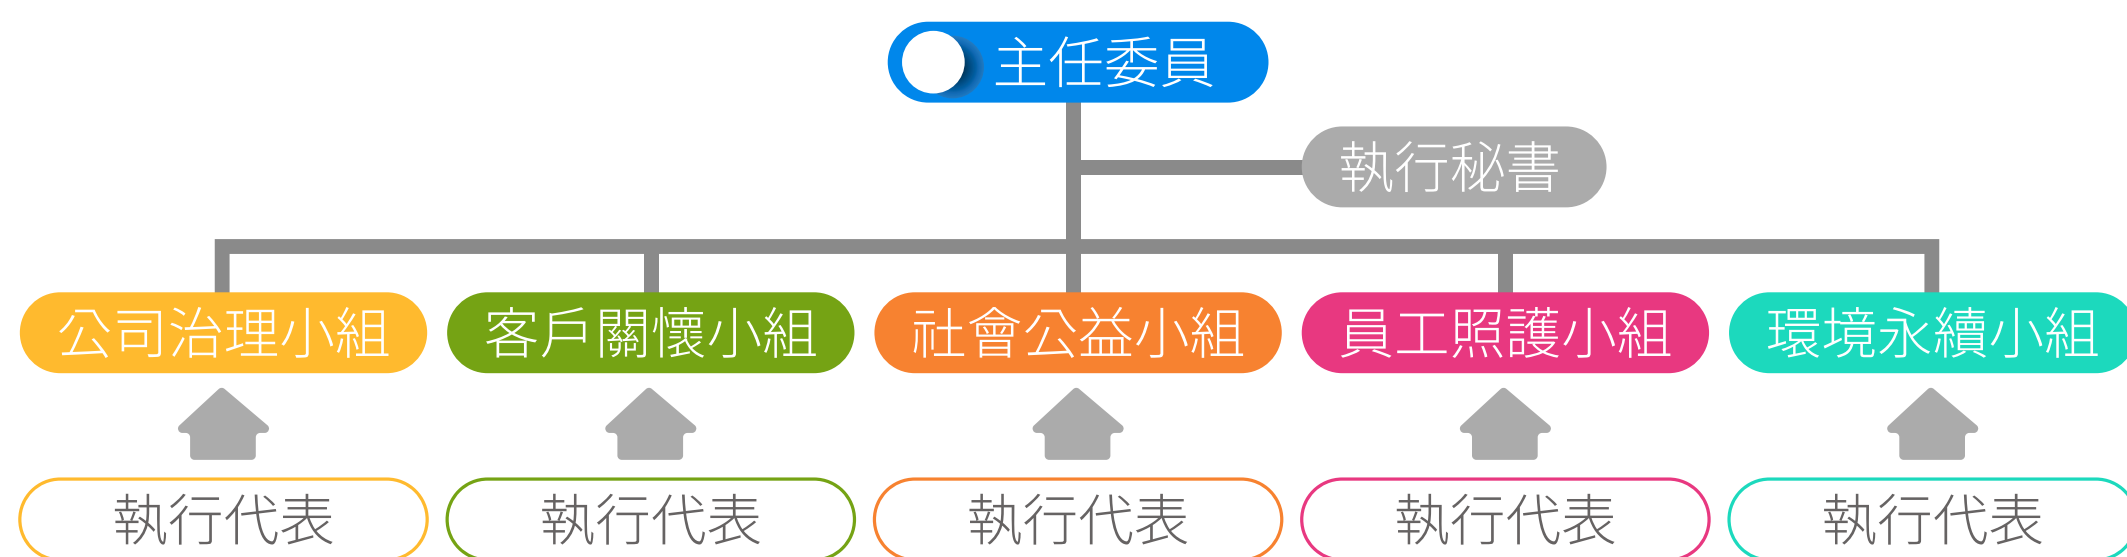 主任委員
執行秘書
公司治理小組
客戶關懷小組
社會公益小組
員工照護小組
環境永續小組
執行代表
執行代表
執行代表
執行代表
執行代表